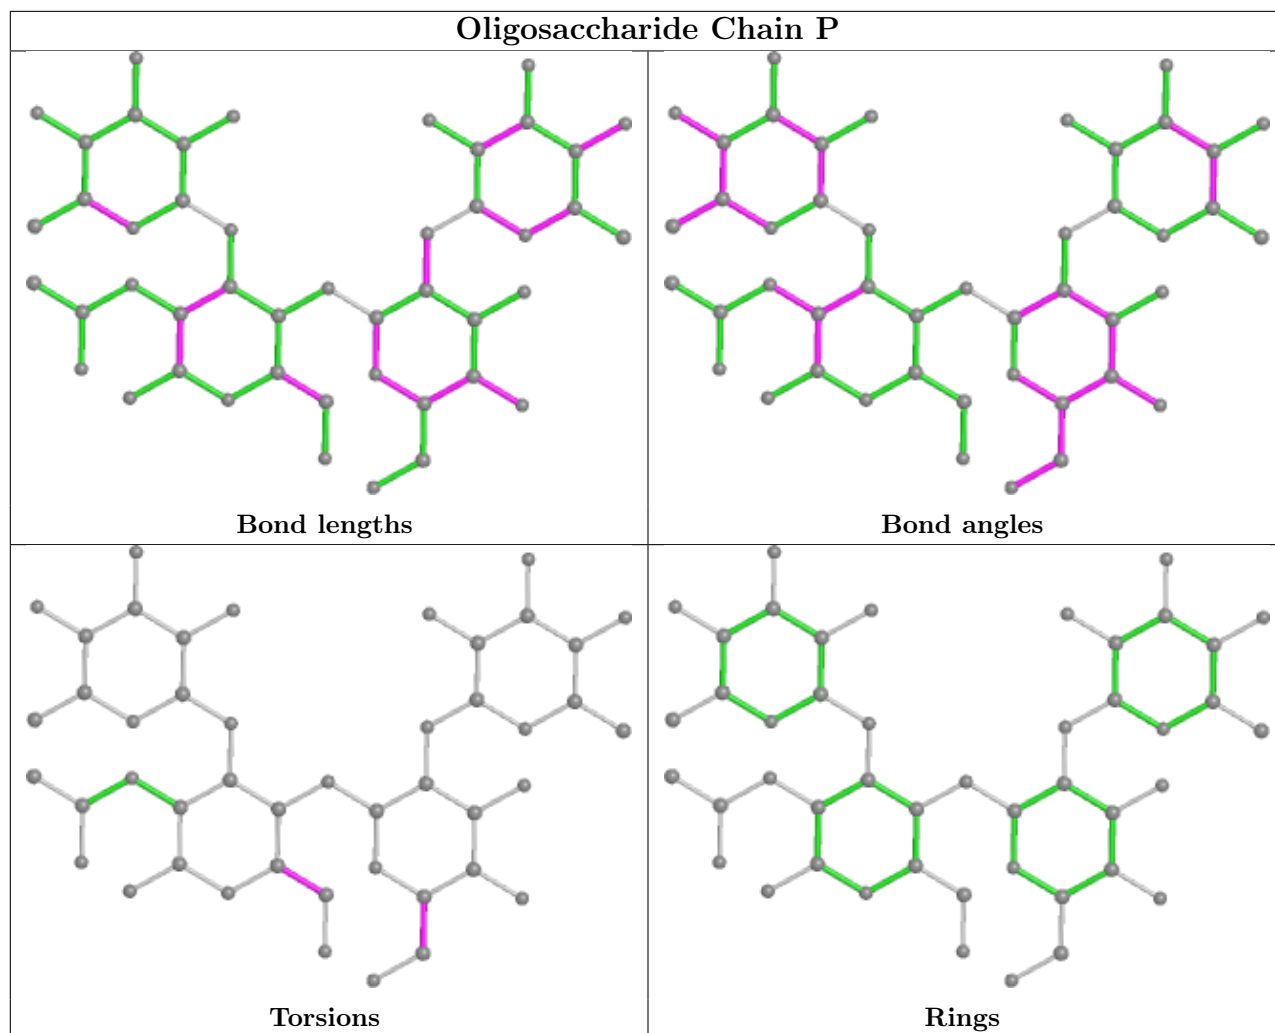 Oligosaccharide Chain P
Bond lengths
Bond angles
Torsions
Rings